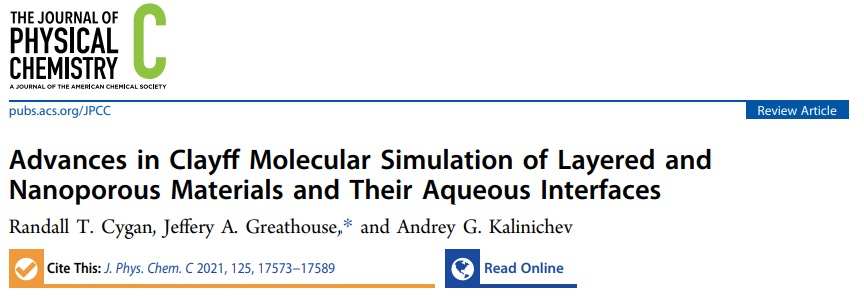 THE JOURNAL OF
PHYSICAL
CHEMISTRY C
A JOURNAL OF THE AMERICAN CHEMICAL SOCIETY
pubs.acs.org/JPCC
Review Article
Advances in Clayff Molecular Simulation of Layered and
Nanoporous Materials and Their Aqueous Interfaces
Randall T. Cygan, Jeffery A. Greathouse,* and Andrey G. Kalinichev
Cite This: J. Phys. Chem. C 2021, 125, 17573–17589
Read Online